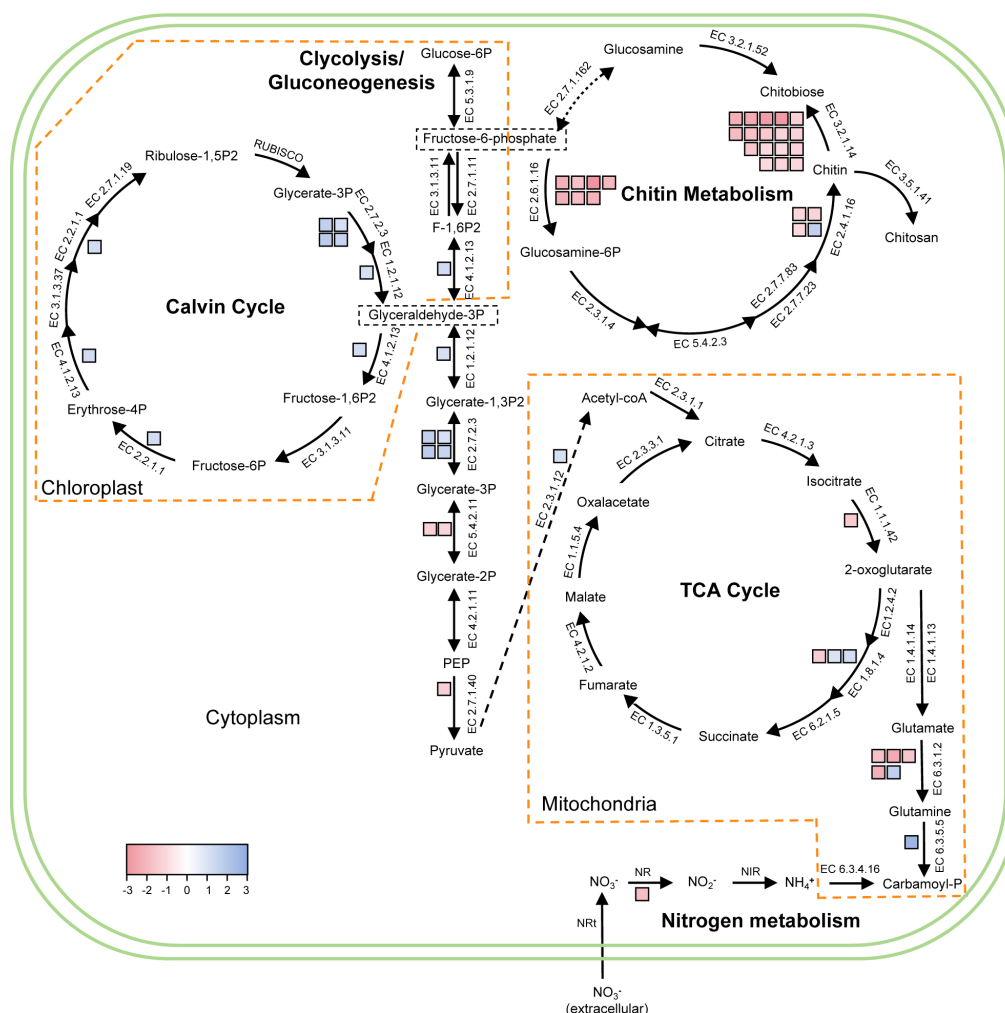 Glycolysis/
Gluconeogenesis
Glucose-6P
EC 5.3.1.9
Fructose-6-phosphate
EC 3.1.3.11
EC 2.7.1.11
F-1,6P2
EC 4.1.2.13
Glyceraldehyde-3P
EC 1.2.1.12
Glycerate-1,3P2
EC 2.7.2.3
Glycerate-3P
EC 5.4.2.11
Glycerate-2P
EC 4.2.1.11
PEP
EC 2.7.1.40
Pyruvate
EC 2.3.1.12
Calvin Cycle
Ribulose-1,5P2
RUBISCO
Glycerate-3P
EC 2.7.2.3
EC 1.2.1.12
EC 4.1.2.13
Fructose-1,6P2
EC 3.1.3.11
Fructose-6P
EC 2.2.1.1
Erythrose-4P
EC 4.1.2.13
EC 3.1.3.37
EC 2.2.1.1
EC 2.7.1.19
Chloroplast
Chitin Metabolism
EC 2.7.1.162
Glucosamine
EC 3.2.1.52
Chitobiose
EC 3.2.1.14
Chitin
EC 3.5.1.41
Chitosan
EC 2.4.1.16
EC 2.7.7.83
EC 2.7.7.23
EC 5.4.2.3
EC 2.3.1.4
Glucosamine-6P
EC 2.6.1.16
TCA Cycle
Acetyl-coA
EC 2.3.1.1
Citrate
EC 4.2.1.3
Isocitrate
EC 1.1.1.42
2-oxoglutarate
EC1.2.4.2
EC 1.8.1.4
EC 6.2.1.5
Succinate
EC 1.3.5.1
Fumarate
EC 4.2.1.2
Malate
EC 1.1.5.4
Oxalacetate
EC 2.3.3.1
EC 1.4.1.14
EC 1.4.1.13
Glutamate
EC 6.3.1.2
Glutamine
EC 6.3.5.5
Carbamoyl-P
Mitochondria
Cytoplasm
-3 -2 -1 0 1 2 3
NO₃⁻
NR
NO₂⁻
NIR
NH₄⁺
EC 6.3.4.16
Nitrogen metabolism
NRt
NO₃⁻
(extracellular)